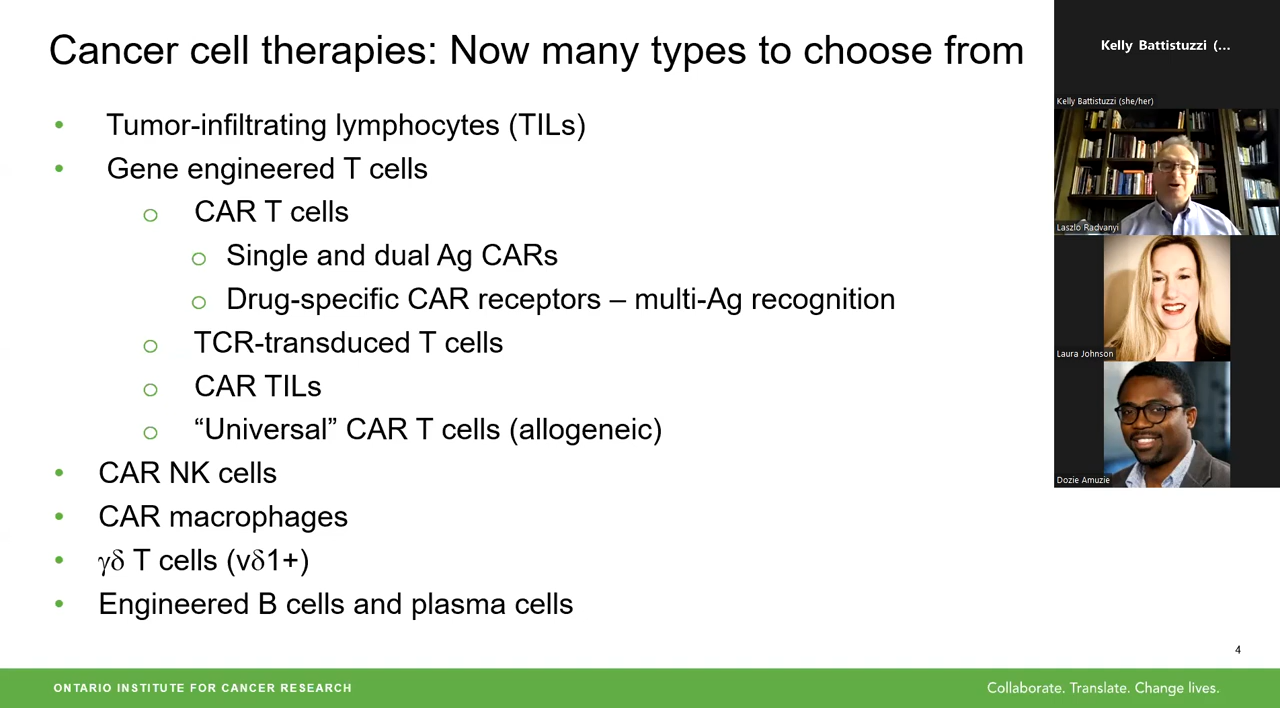 Cancer cell therapies: Now many types to choose from
• Tumor-infiltrating lymphocytes (TILs)
• Gene engineered T cells
o CAR T cells
o Single and dual Ag CARs
o Drug-specific CAR receptors – multi-Ag recognition
o TCR-transduced T cells
o CAR TILs
o “Universal” CAR T cells (allogeneic)
• CAR NK cells
• CAR macrophages
• γδ T cells (vδ1+)
• Engineered B cells and plasma cells
4
ONTARIO INSTITUTE FOR CANCER RESEARCH
Collaborate. Translate. Change lives.
Kelly Battistuzzi (...
Kelly Battistuzzi (she/her)
Laszlo Radvanyi
Laura Johnson
Dozie Amuzie